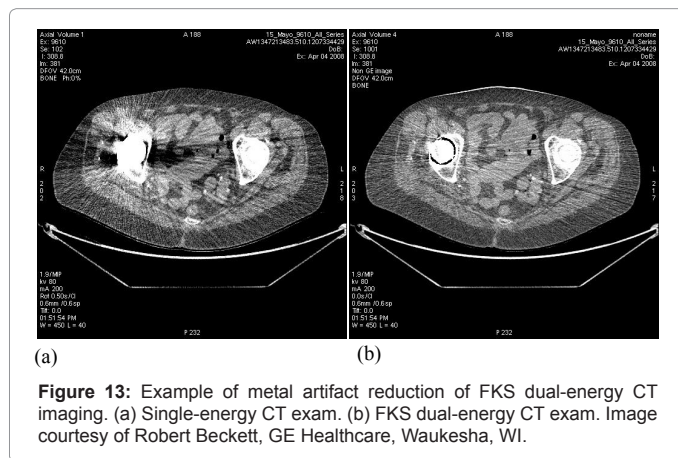 Axial Volume 1
Ex: 9610
Se: 102
I: 308.8
Im: 381
DFOV 42.0cm
BONE Ph:0%
A 188
15_Mayo_9610_All_Series
AW1347213483.510.1207334429
DoB:
Ex: Apr 04 2008
R
2
0
2
L
2
1
8
1.9/MIP
kv 80
mA 200
Rot 0.50s/CI
0.6mm /0.6sp
Tilt: 0.0
01:51:54 PM
W = 450 L = 40
P 232
(a)
Axial Volume 4
Ex: 9610
Se: 1001
I: 308.8
Im: 381
Non GE image
DFOV 42.0cm
BONE
A 188
noname
15_Mayo_9610_All_Series
AW1347213483.510.1207334429
DoB:
Ex: Apr 04 2008
R
2
0
3
L
2
1
7
1.9/MIP
kv 80
mA 200
0.0s/CI
0.6mm /0.6sp
Tilt: 0.0
01:51:54 PM
W = 450 L = 40
P 232
(b)
Figure 13: Example of metal artifact reduction of FKS dual-energy CT
imaging. (a) Single-energy CT exam. (b) FKS dual-energy CT exam. Image
courtesy of Robert Beckett, GE Healthcare, Waukesha, WI.